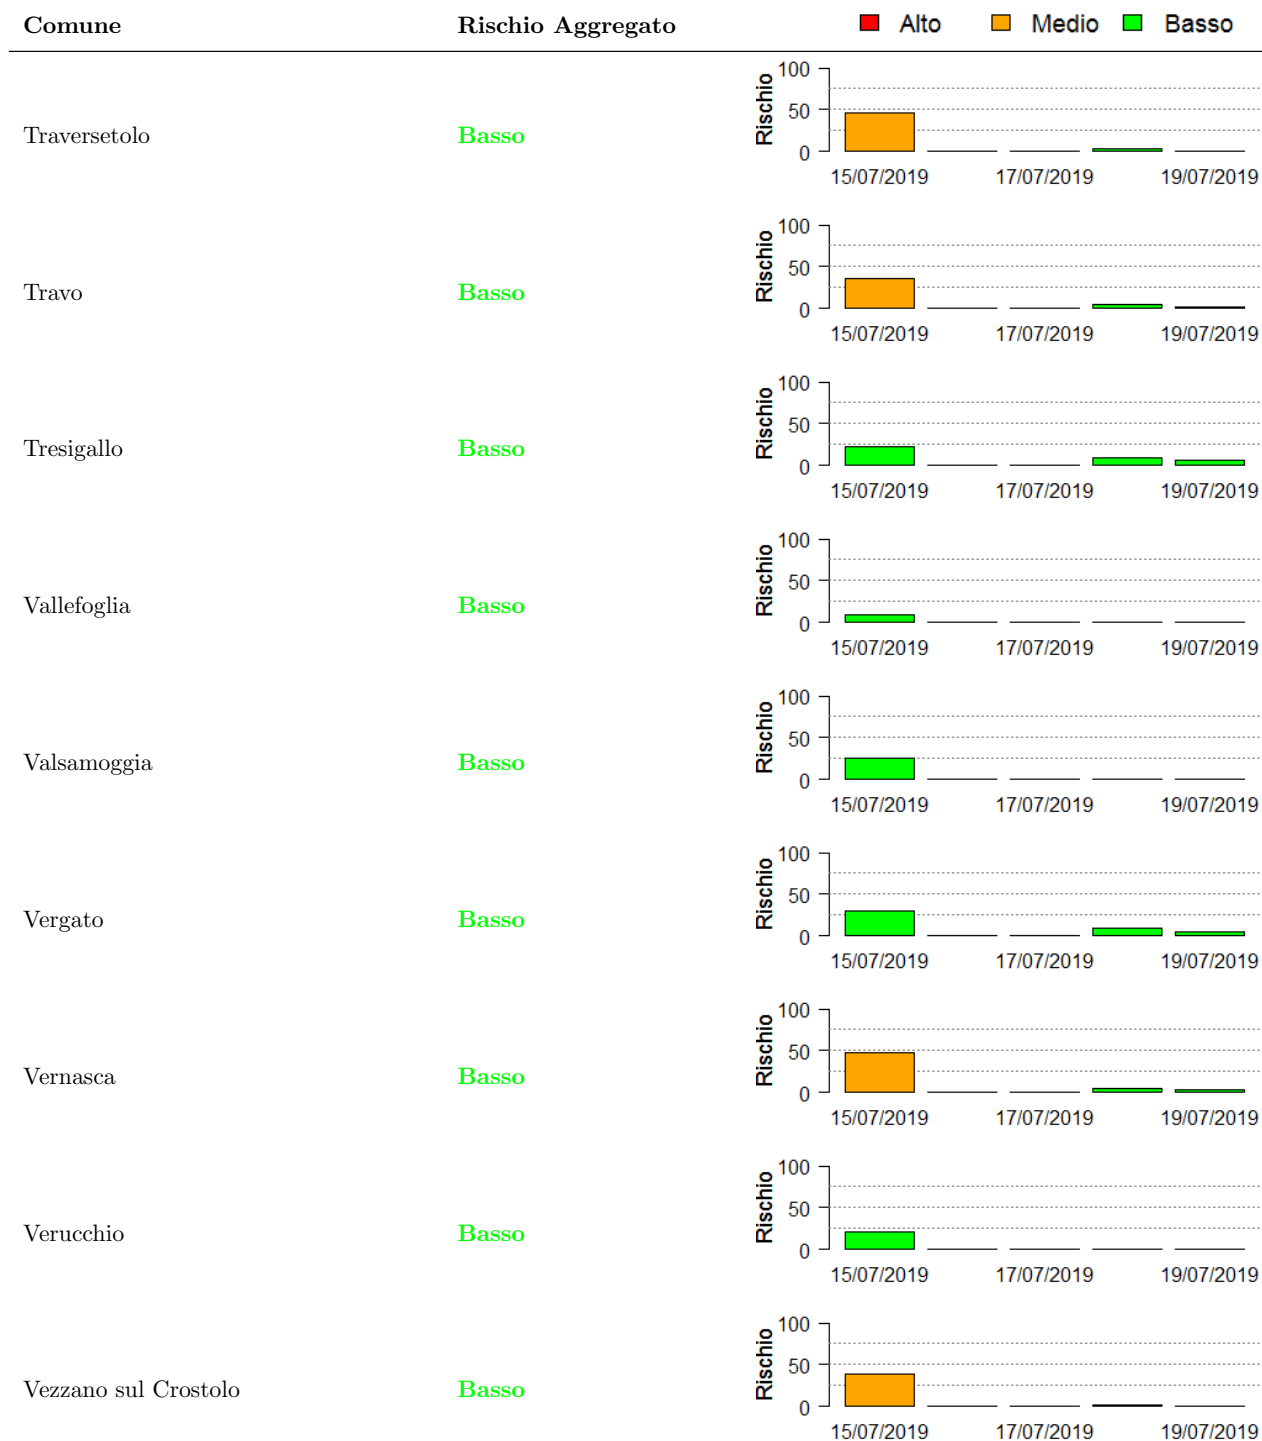 Comune Rischio Aggregato Alto Medio Basso
100
50
0
Rischio
Traversetolo Basso
15/07/2019 17/07/2019 19/07/2019
100
50
0
Rischio
Travo Basso
15/07/2019 17/07/2019 19/07/2019
100
50
0
Rischio
Tresigallo Basso
15/07/2019 17/07/2019 19/07/2019
100
50
0
Rischio
Vallefoglia Basso
15/07/2019 17/07/2019 19/07/2019
100
50
0
Rischio
Valsamoggia Basso
15/07/2019 17/07/2019 19/07/2019
100
50
0
Rischio
Vergato Basso
15/07/2019 17/07/2019 19/07/2019
100
50
0
Rischio
Vernasca Basso
15/07/2019 17/07/2019 19/07/2019
100
50
0
Rischio
Verucchio Basso
15/07/2019 17/07/2019 19/07/2019
100
50
0
Rischio
Vezzano sul Crostolo Basso
15/07/2019 17/07/2019 19/07/2019